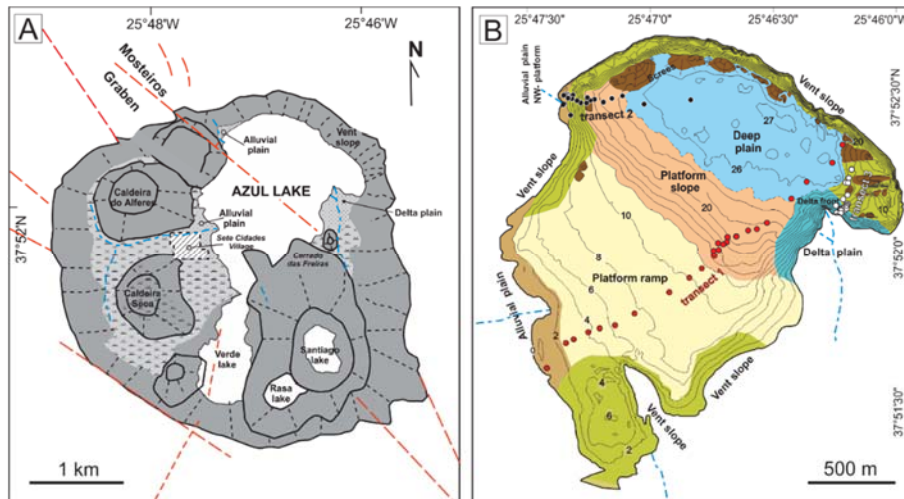 A
25°48'W
25°46'W
N
Mosteiros
Graben
Alluvial
plain
Vent
slope
AZUL LAKE
Caldeira
do Alferes
Alluvial
plain
Delta plain
Sete Cidades
Village
Cerrado
das Freiras
37°52'N
Caldeira
Seca
Verde
lake
Santiago
lake
Rasa
lake
1 km
B
25°47'30"W
25°47'0"W
25°46'30"W
25°46'0"W
Alluvial plain
NW- platform
Screes
Vent slope
37°52'30"N
transect 2
27
Deep
plain
20
26
Vent slope
Platform
slope
10
Delta front
10
20
Delta plain
37°52'0"N
8
Platform ramp
transect 1
6
4
Alluvial plain
2
Vent slope
4
6
Vent slope
2
37°51'30"N
500 m